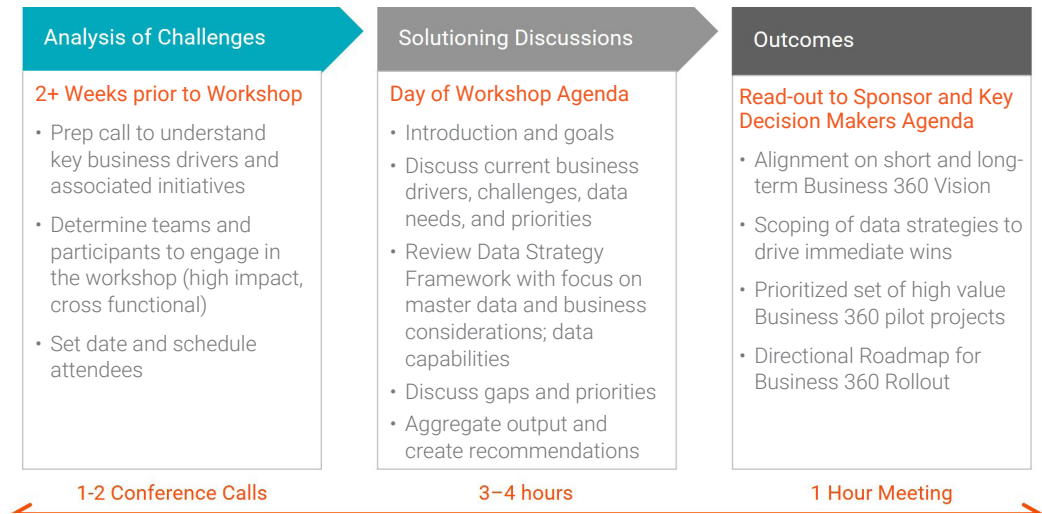 Analysis of Challenges
2+ Weeks prior to Workshop
• Prep call to understand
key business drivers and
associated initiatives
• Determine teams and
participants to engage in
the workshop (high impact,
cross functional)
• Set date and schedule
attendees
1-2 Conference Calls
Solutioning Discussions
Day of Workshop Agenda
• Introduction and goals
• Discuss current business
drivers, challenges, data
needs, and priorities
• Review Data Strategy
Framework with focus on
master data and business
considerations; data
capabilities
• Discuss gaps and priorities
• Aggregate output and
create recommendations
3–4 hours
Outcomes
Read-out to Sponsor and Key
Decision Makers Agenda
• Alignment on short and long-
term Business 360 Vision
• Scoping of data strategies to
drive immediate wins
• Prioritized set of high value
Business 360 pilot projects
• Directional Roadmap for
Business 360 Rollout
1 Hour Meeting